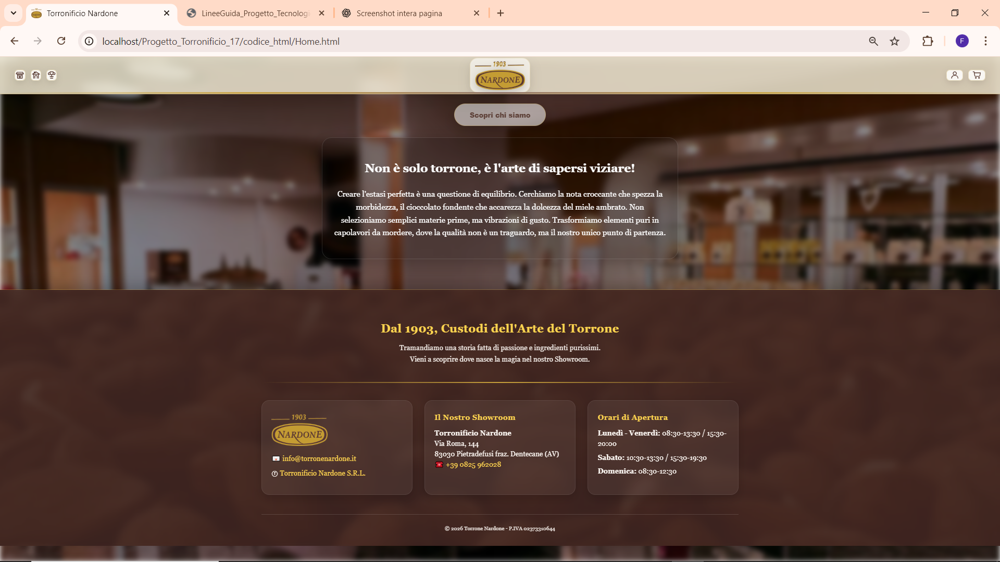 Torronificio Nardone
LineeGuida_Progetto_Tecnologi
Screenshot intera pagina
localhost/Progetto_Torronificio_17/codice_html/Home.html
F
1903
NARDONE
Scopri chi siamo
Non è solo torrone, è l'arte di sapersi viziare!
Creare l'estasi perfetta è una questione di equilibrio. Cerchiamo la nota croccante che spezza la
morbidezza, il cioccolato fondente che accarezza la dolcezza del miele ambrato. Non
selezioniamo semplici materie prime, ma vibrazioni di gusto. Trasformiamo elementi puri in
capolavori da mordere, dove la qualità non è un traguardo, ma il nostro unico punto di partenza.
Dal 1903, Custodi dell'Arte del Torrone
Tramandiamo una storia fatta di passione e ingredienti purissimi.
Vieni a scoprire dove nasce la magia nel nostro Showroom.
1903
NARDONE
info@torronenardone.it
Torronificio Nardone S.R.L.
Il Nostro Showroom
Torronificio Nardone
Via Roma, 144
83030 Pietradefusi fraz. Dentecane (AV)
+39 0825 962028
Orari di Apertura
Lunedì - Venerdì: 08:30-13:30 / 15:30-
20:00
Sabato: 10:30-13:30 / 15:30-19:30
Domenica: 08:30-12:30
© 2026 Torrone Nardone - P.IVA 02373310644